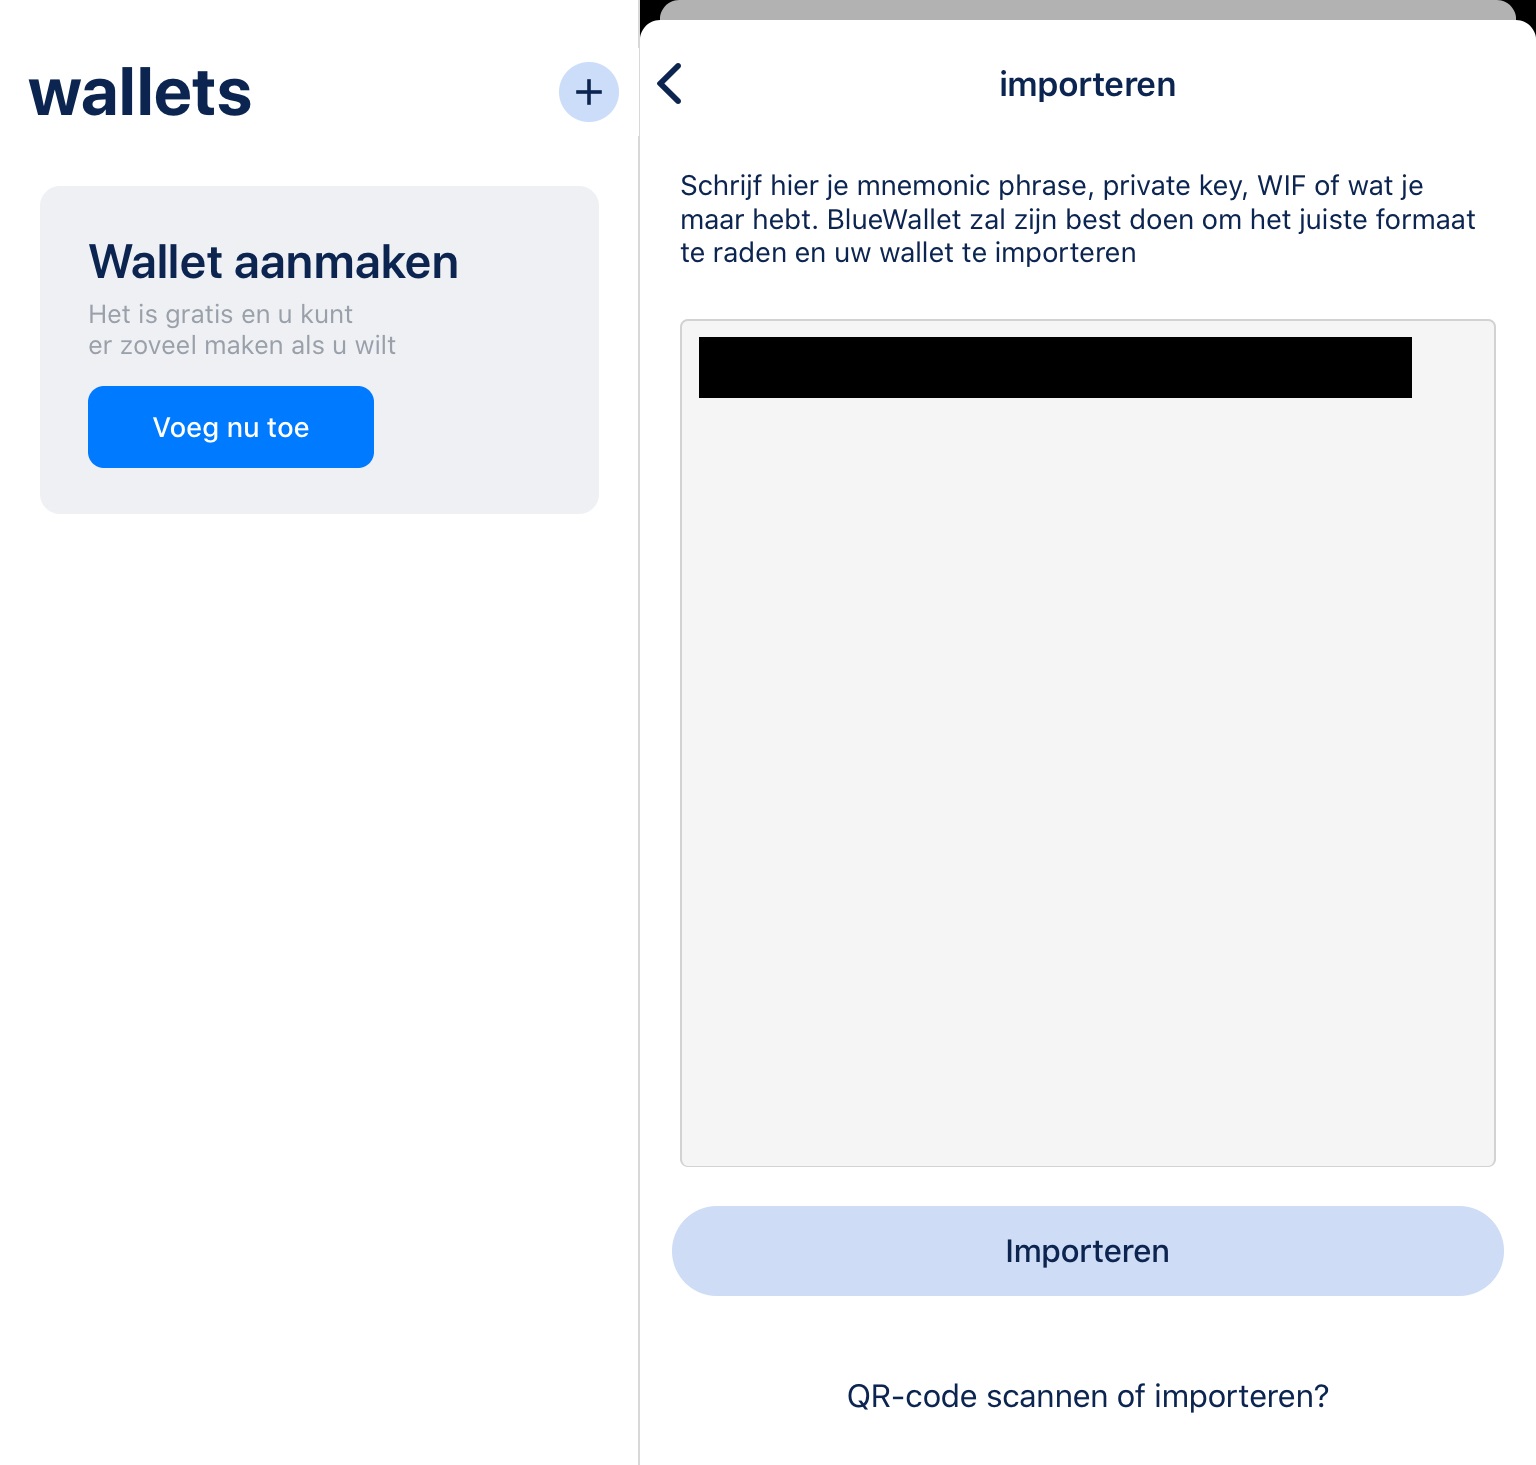 wallets
Wallet aanmaken
Het is gratis en u kunt
er zoveel maken als u wilt
Voeg nu toe
importeren
Schrijf hier je mnemonic phrase, private key, WIF of wat je
maar hebt. BlueWallet zal zijn best doen om het juiste formaat
te raden en uw wallet te importeren
Importeren
QR-code scannen of importeren?